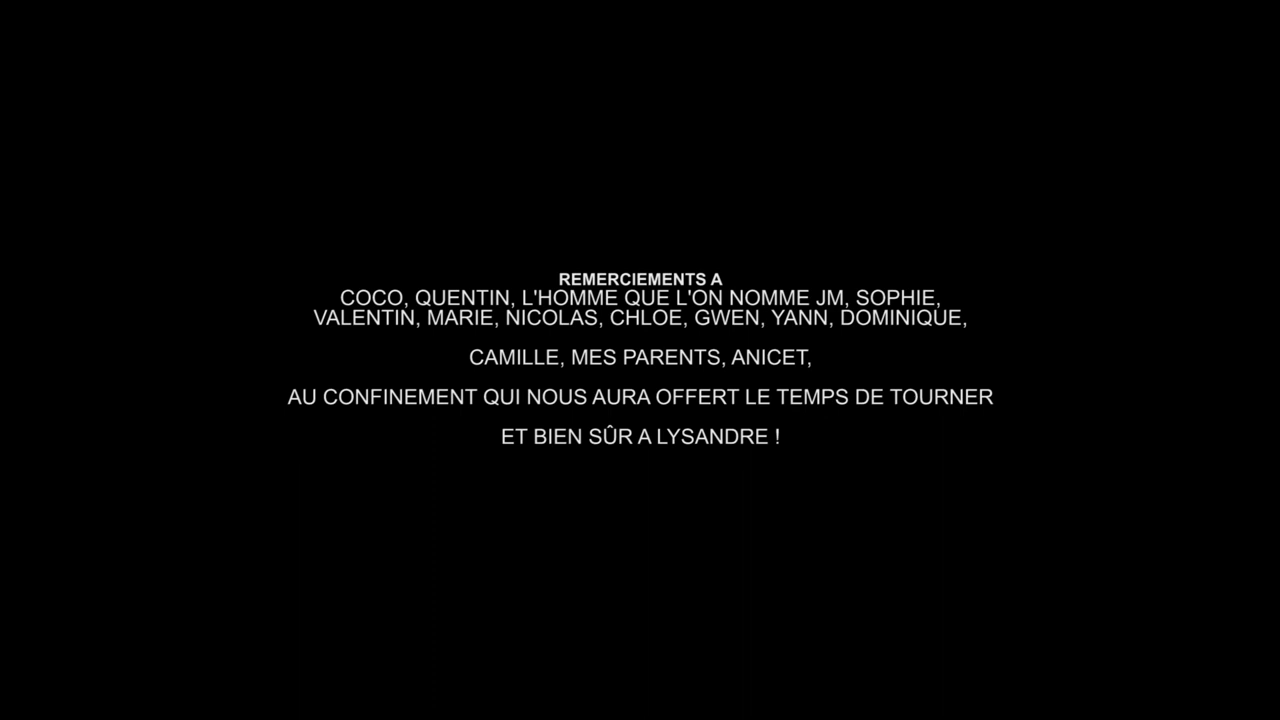 REMERCIEMENTS A
COCO, QUENTIN, L'HOMME QUE L'ON NOMME JM, SOPHIE,
VALENTIN, MARIE, NICOLAS, CHLOE, GWEN, YANN, DOMINIQUE,
CAMILLE, MES PARENTS, ANICET,
AU CONFINEMENT QUI NOUS AURA OFFERT LE TEMPS DE TOURNER
ET BIEN SÛR A LYSANDRE !